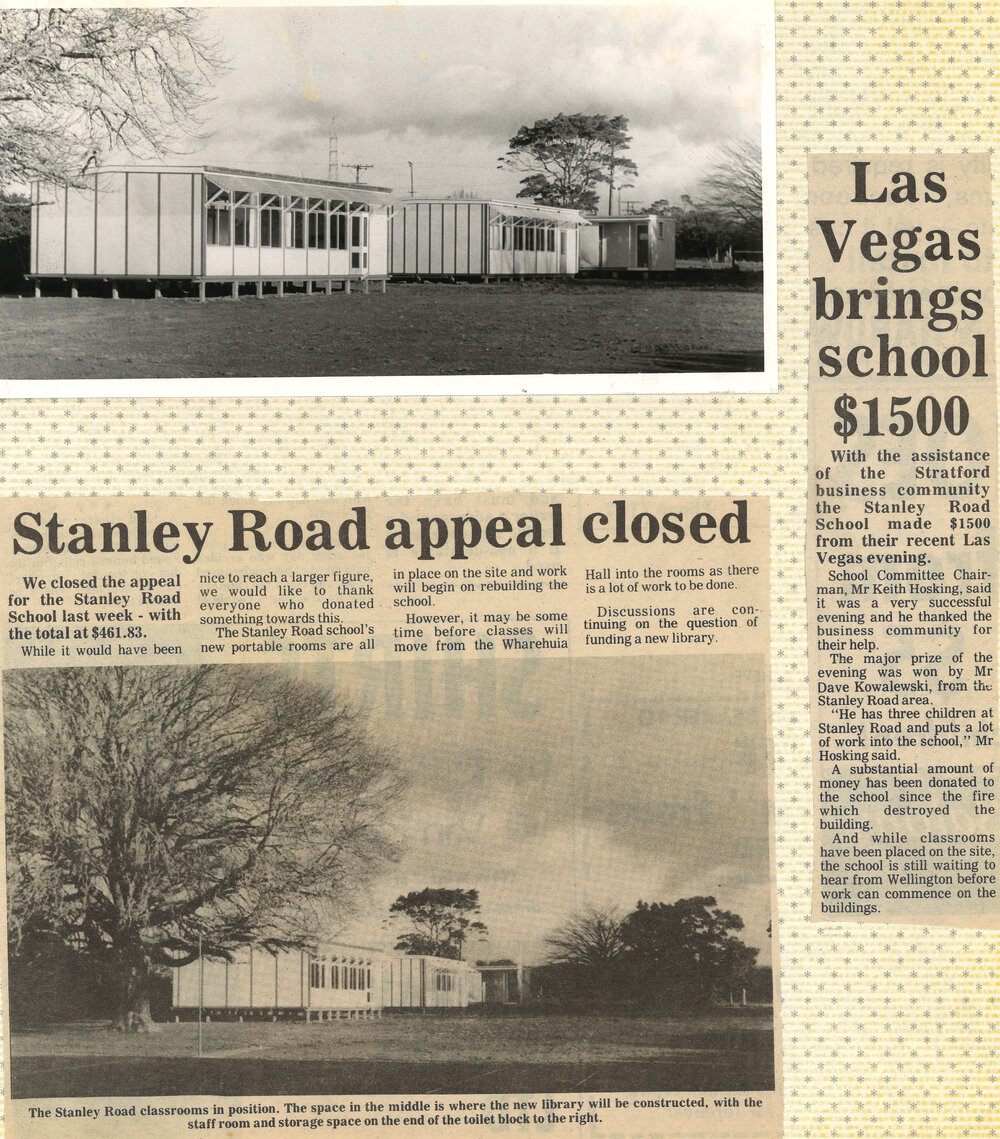 Stanley Road appeal closed
We closed the appeal
for the Stanley Road
School last week - with
the total at $461.83.
While it would have been
nice to reach a larger figure,
we would like to thank
everyone who donated
something towards this.
The Stanley Road school's
new portable rooms are all
in place on the site and work
will begin on rebuilding the
school.
However, it may be some
time before classes will
move from the Wharehuia
Hall into the rooms as there
is a lot of work to be done.
Discussions are con-
tinuing on the question of
funding a new library.
The Stanley Road classrooms in position. The space in the middle is where the new library will be constructed, with the
staff room and storage space on the end of the toilet block to the right.
Las
Vegas
brings
school
$1500
With the assistance
of the Stratford
business community
the Stanley Road
School made $1500
from their recent Las
Vegas evening.
School Committee Chair-
man, Mr Keith Hosking, said
it was a very successful
evening and he thanked the
business community for
their help.
The major prize of the
evening was won by Mr
Dave Kowalewski, from the
Stanley Road area.
"He has three children at
Stanley Road and puts a lot
of work into the school," Mr
Hosking said.
A substantial amount of
money has been donated to
the school since the fire
which destroyed the
building.
And while classrooms
have been placed on the site,
the school is still waiting to
hear from Wellington before
work can commence on the
buildings.